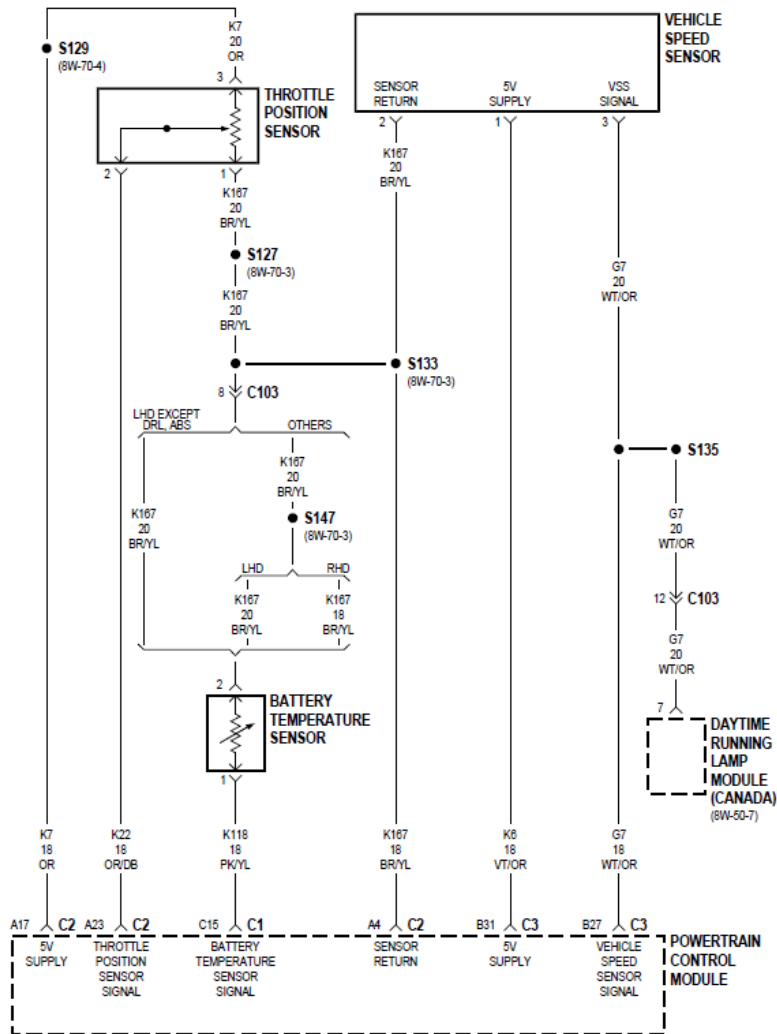 K7
20
OR
S129
(8W-70-4)
VEHICLE
SPEED
SENSOR
SENSOR
RETURN
5V
SUPPLY
VSS
SIGNAL
3
THROTTLE
POSITION
SENSOR
2
1
3
2
1
K167
20
BR/YL
K167
20
BR/YL
S127
(8W-70-3)
K167
20
BR/YL
G7
20
WT/OR
S133
(8W-70-3)
8
C103
LHD EXCEPT
DRL, ABS
OTHERS
K167
20
BR/YL
S135
K167
20
BR/YL
S147
(8W-70-3)
G7
20
WT/OR
LHD
RHD
K167
20
BR/YL
K167
18
BR/YL
12
C103
G7
20
WT/OR
2
BATTERY
TEMPERATURE
SENSOR
1
7
DAYTIME
RUNNING
LAMP
MODULE
(CANADA)
(8W-50-7)
K7
18
OR
K22
18
OR/DB
K118
18
PK/YL
K167
18
BR/YL
K6
18
VT/OR
G7
18
WT/OR
A17
C2
A23
C2
C15
C1
A4
C2
B31
C3
B27
C3
5V
SUPPLY
THROTTLE
POSITION
SENSOR
SIGNAL
BATTERY
TEMPERATURE
SENSOR
SIGNAL
SENSOR
RETURN
5V
SUPPLY
VEHICLE
SPEED
SENSOR
SIGNAL
POWERTRAIN
CONTROL
MODULE